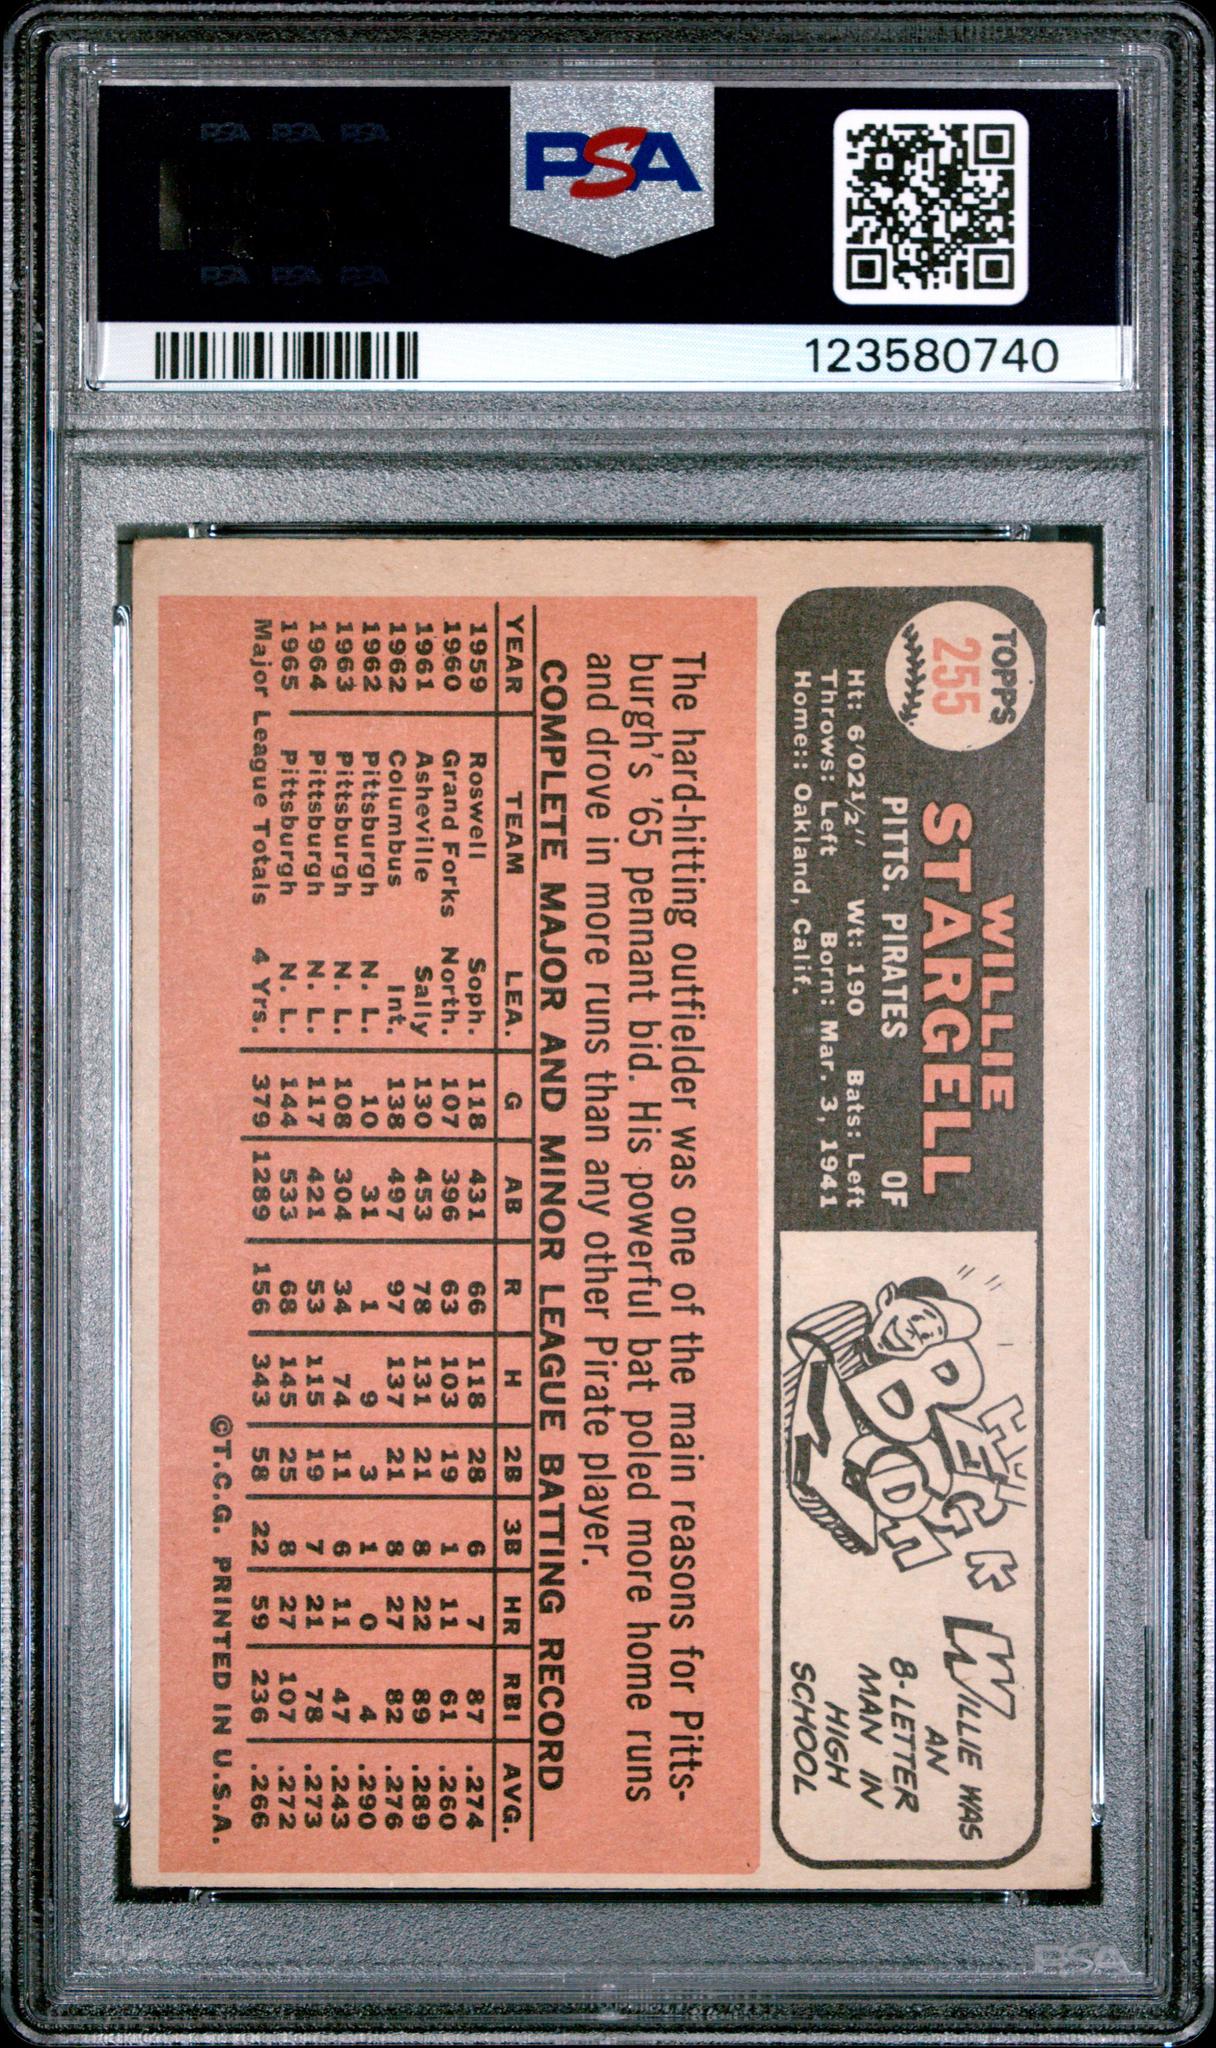 PSA PSA PSA
PSA
PSA PSA PSA
123580740
TOPPS
255
WILLIE
STARGELL
PITTS. PIRATES OF
Ht: 6'02½'' Wt: 190 Bats: Left
Throws: Left Born: Mar. 3, 1941
Home:: Oakland, Calif.
WILLIE WAS
AN
8-LETTER
MAN IN
HIGH
SCHOOL
The hard-hitting outfielder was one of the main reasons for Pitts-
burgh's '65 pennant bid. His powerful bat poled more home runs
and drove in more runs than any other Pirate player.
COMPLETE MAJOR AND MINOR LEAGUE BATTING RECORD
YEAR TEAM LEA. G AB R H 2B 3B HR RBI AVG.
1959 Roswell Soph. 118 431 66 118 28 6 7 87 .274
1960 Grand Forks North. 107 396 63 103 19 1 11 61 .260
1961 Asheville Sally 130 453 78 131 21 8 22 89 .289
1962 Columbus Int. 138 497 97 137 21 8 27 82 .276
1962 Pittsburgh N. L. 10 31 1 9 3 1 0 4 .290
1963 Pittsburgh N. L. 108 304 34 74 11 6 11 47 .243
1964 Pittsburgh N. L. 117 421 53 115 19 7 21 78 .273
1965 Pittsburgh N. L. 144 533 68 145 25 8 27 107 .272
Major League Totals 4 Yrs. 379 1289 156 343 58 22 59 236 .266
©T.C.G. PRINTED IN U.S.A.
PSA